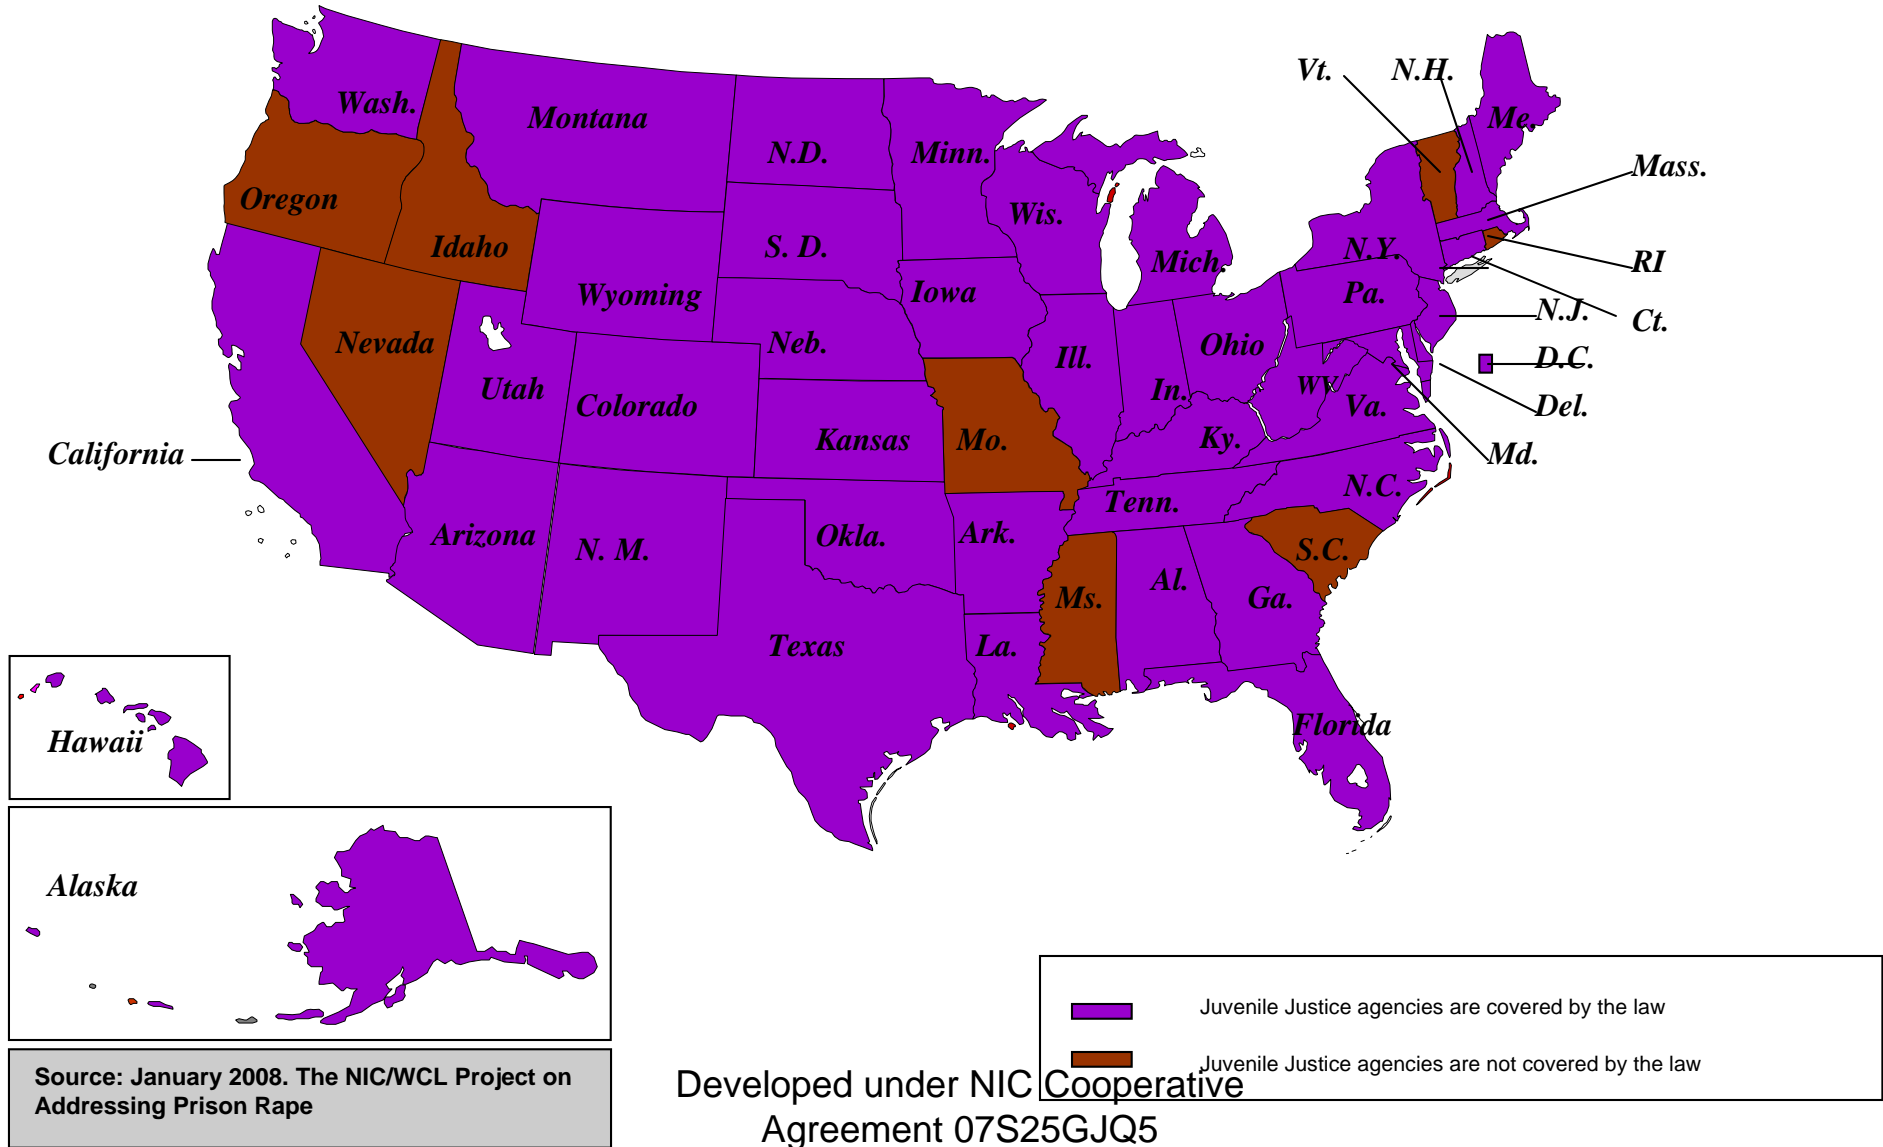 Vt.
N.H.
Wash.
Montana
Me.
N.D.
Minn.
Mass.
Oregon
Wis.
Idaho
S. D.
N.Y.
Mich.
RI
Wyoming
Iowa
Pa.
N.J.
Ct.
Nevada
Neb.
Ill.
Ohio
D.C.
Utah
Colorado
In.
WV
Va.
Del.
California
Kansas
Mo.
Ky.
Md.
Tenn.
N.C.
Arizona
N. M.
Okla.
Ark.
S.C.
Ms.
Al.
Ga.
Texas
La.
Florida
Hawaii
Alaska
Juvenile Justice agencies are covered by the law
Juvenile Justice agencies are not covered by the law
Source: January 2008. The NIC/WCL Project on
Addressing Prison Rape
Developed under NIC Cooperative
Agreement 07S25GJQ5